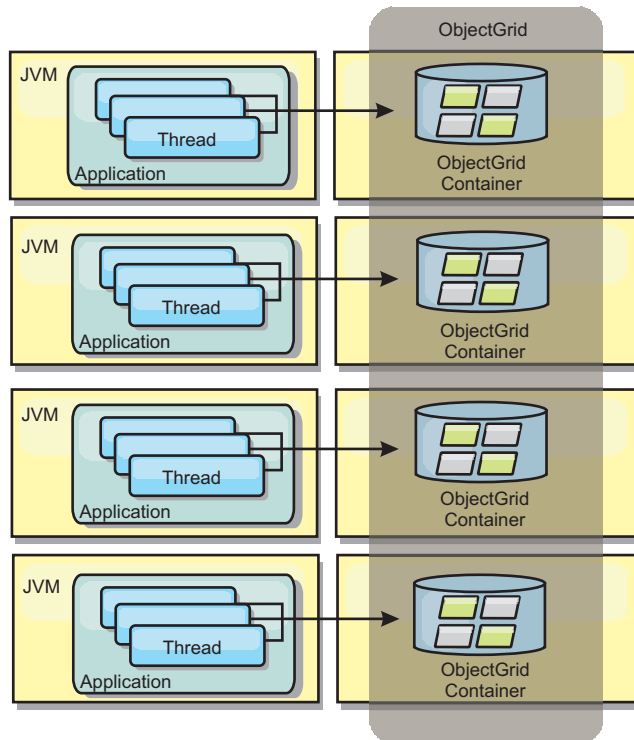 ObjectGrid
JVM
Thread
Application
ObjectGrid
Container
JVM
Thread
Application
ObjectGrid
Container
JVM
Thread
Application
ObjectGrid
Container
JVM
Thread
Application
ObjectGrid
Container